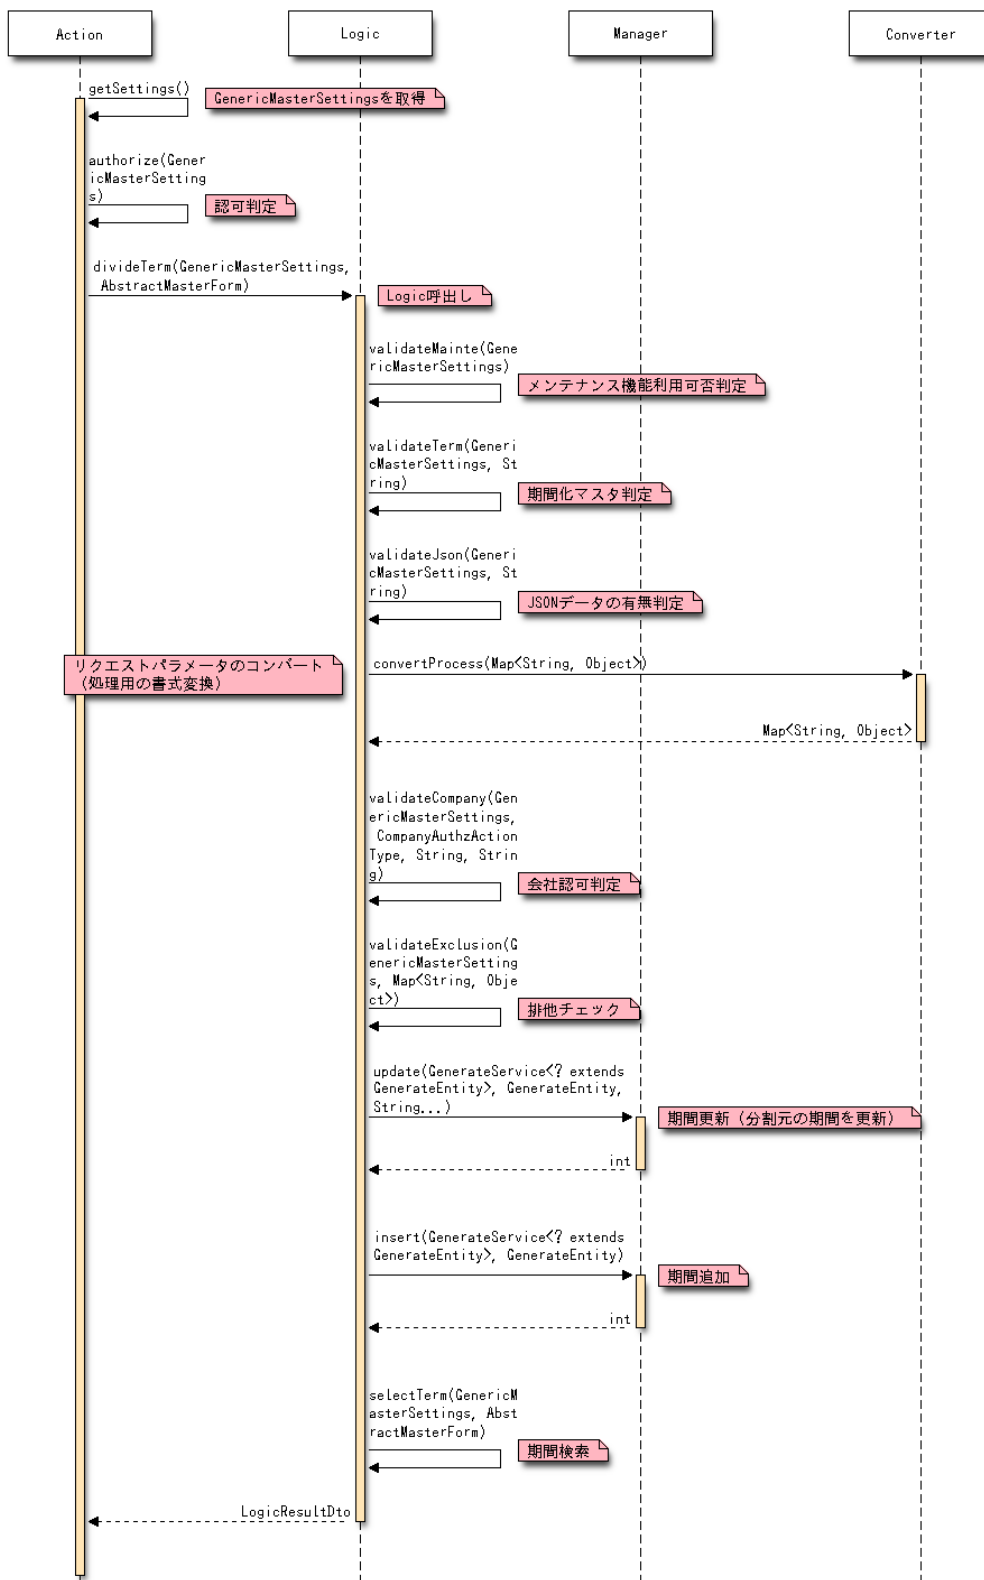 Action
Logic
Manager
Converter
getSettings()
GenericMasterSettingsを取得
authorize(Gener
icMasterSetting
s)
認可判定
divideTerm(GenericMasterSettings,
AbstractMasterForm)
Logic呼出し
validateMainte(Gene
ericMasterSettings)
メンテナンス機能利用可否判定
validateTerm(Generi
cMasterSettings, St
ring)
期間化マスタ判定
validateJson(Generi
cMasterSettings, St
ring)
JSONデータの有無判定
リクエストパラメータのコンバート
（処理用の書式変換）
convertProcess(Map<String, Object>)
Map<String, Object>
validateCompany(Gen
ericMasterSettings,
CompanyAuthzAction
Type, String, Strin
g)
会社認可判定
validateExclusion(G
enericMasterSetting
s, Map<String, Obje
ct>)
排他チェック
update(GenerateService<? extends
GenerateEntity>, GenerateEntity,
String...)
期間更新（分割元の期間を更新）
int
insert(GenerateService<? extends
GenerateEntity>, GenerateEntity)
期間追加
int
selectTerm(GenericM
asterSettings, Abst
ractMasterForm)
期間検索
LogicResultDto